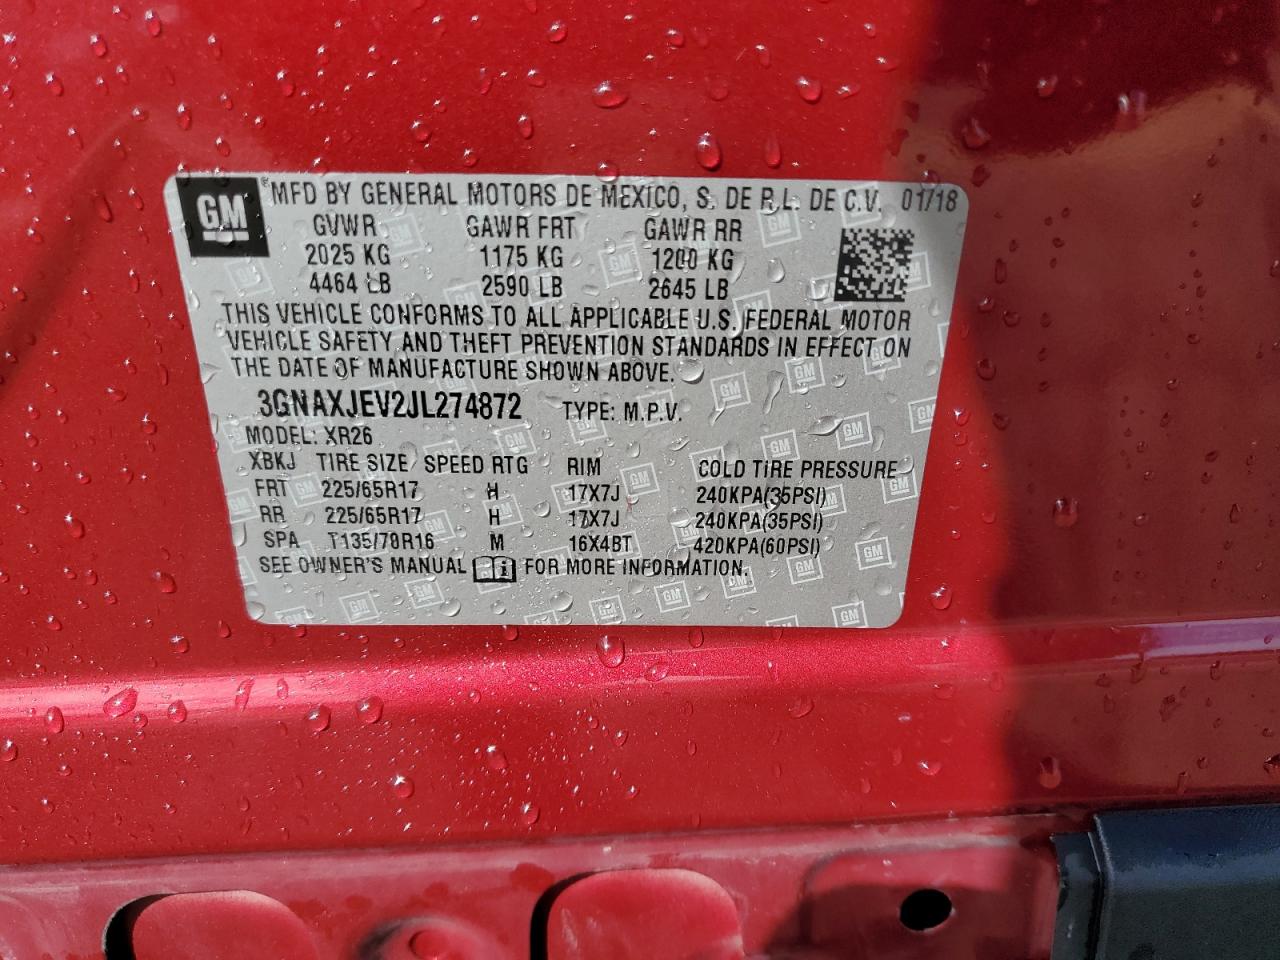 GM ® MFD BY GENERAL MOTORS DE MEXICO, S. DE R.L. DE C.V. 01/18
GVWR GAWR FRT GAWR RR
2025 KG 1175 KG 1200 KG
4464 LB 2590 LB 2645 LB
THIS VEHICLE CONFORMS TO ALL APPLICABLE U.S. FEDERAL MOTOR
VEHICLE SAFETY AND THEFT PREVENTION STANDARDS IN EFFECT ON
THE DATE OF MANUFACTURE SHOWN ABOVE.
3GNAXJEV2JL274872 TYPE: M.P.V.
MODEL: XR26
XBKJ TIRE SIZE SPEED RTG RIM COLD TIRE PRESSURE
FRT 225/65R17 H 17X7J 240KPA(35PSI)
RR 225/65R17 H 17X7J 240KPA(35PSI)
SPA T135/70R16 M 16X4BT 420KPA(60PSI)
SEE OWNER'S MANUAL i FOR MORE INFORMATION.